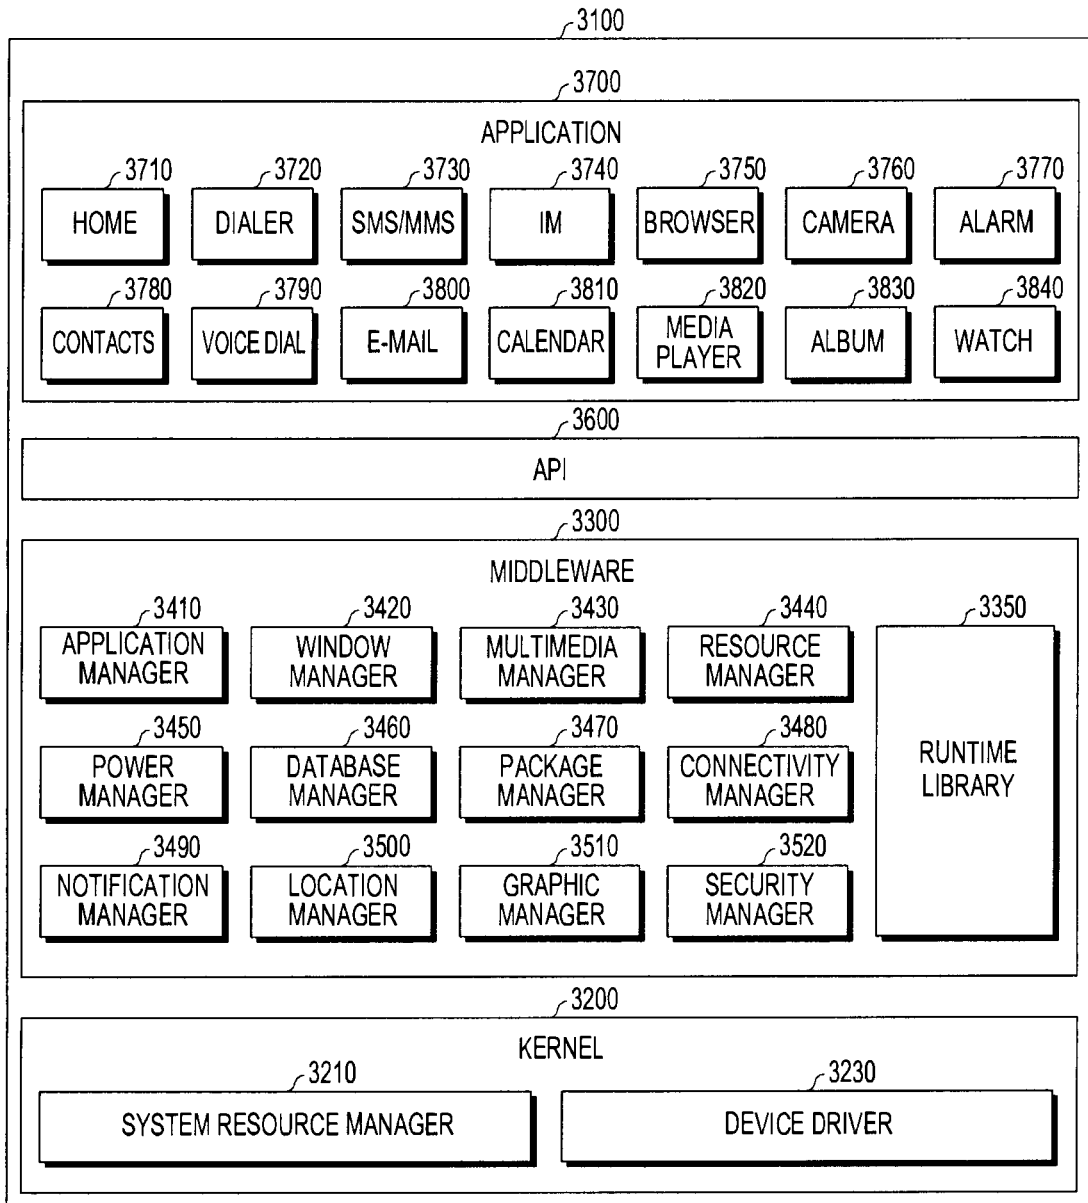 3100
3700
APPLICATION
3710 3720 3730 3740 3750 3760 3770
HOME DIALER SMS/MMS IM BROWSER CAMERA ALARM
3780 3790 3800 3810 3820 3830 3840
CONTACTS VOICE DIAL E-MAIL CALENDAR MEDIA PLAYER ALBUM WATCH
3600
API
3300
MIDDLEWARE
3410 3420 3430 3440 3350
APPLICATION MANAGER WINDOW MANAGER MULTIMEDIA MANAGER RESOURCE MANAGER
3450 3460 3470 3480
POWER MANAGER DATABASE MANAGER PACKAGE MANAGER CONNECTIVITY MANAGER RUNTIME LIBRARY
3490 3500 3510 3520
NOTIFICATION MANAGER LOCATION MANAGER GRAPHIC MANAGER SECURITY MANAGER
3200
KERNEL
3210 3230
SYSTEM RESOURCE MANAGER DEVICE DRIVER